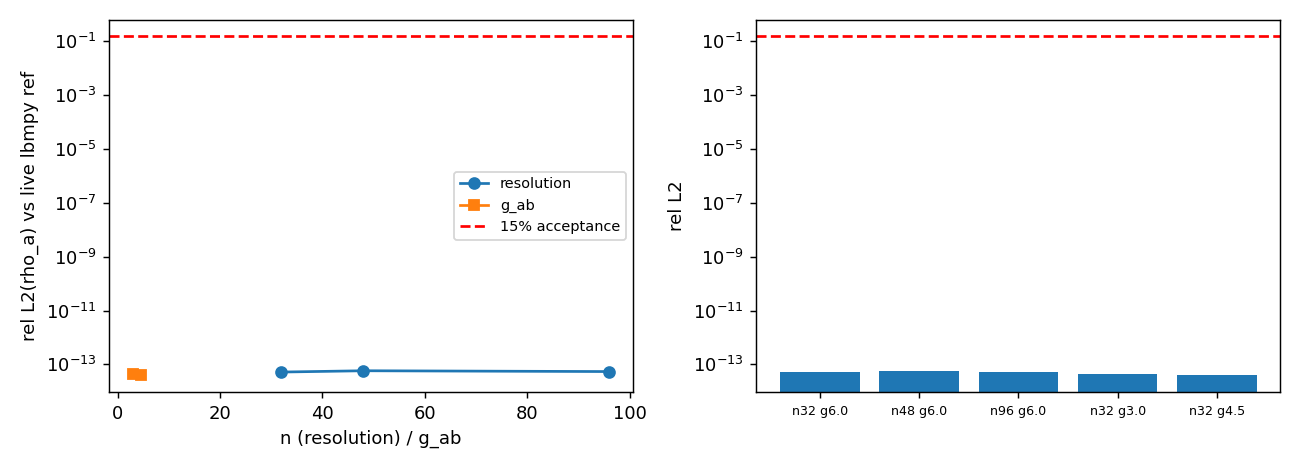 rel L2(rho_a) vs live lbmpy ref
10⁻¹
10⁻³
10⁻⁵
10⁻⁷
10⁻⁹
10⁻¹¹
10⁻¹³
0 20 40 60 80 100
n (resolution) / g_ab
resolution
g_ab
15% acceptance
rel L2
10⁻¹
10⁻³
10⁻⁵
10⁻⁷
10⁻⁹
10⁻¹¹
10⁻¹³
n32 g6.0 n48 g6.0 n96 g6.0 n32 g3.0 n32 g4.5